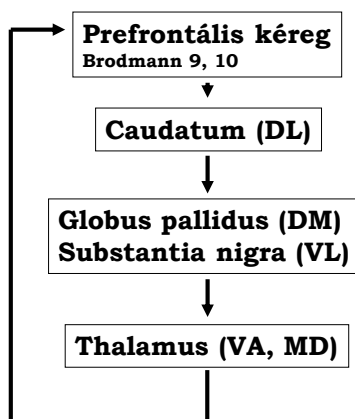 Prefrontális kéreg
Brodmann 9, 10
Caudatum (DL)
Globus pallidus (DM)
Substantia nigra (VL)
Thalamus (VA, MD)